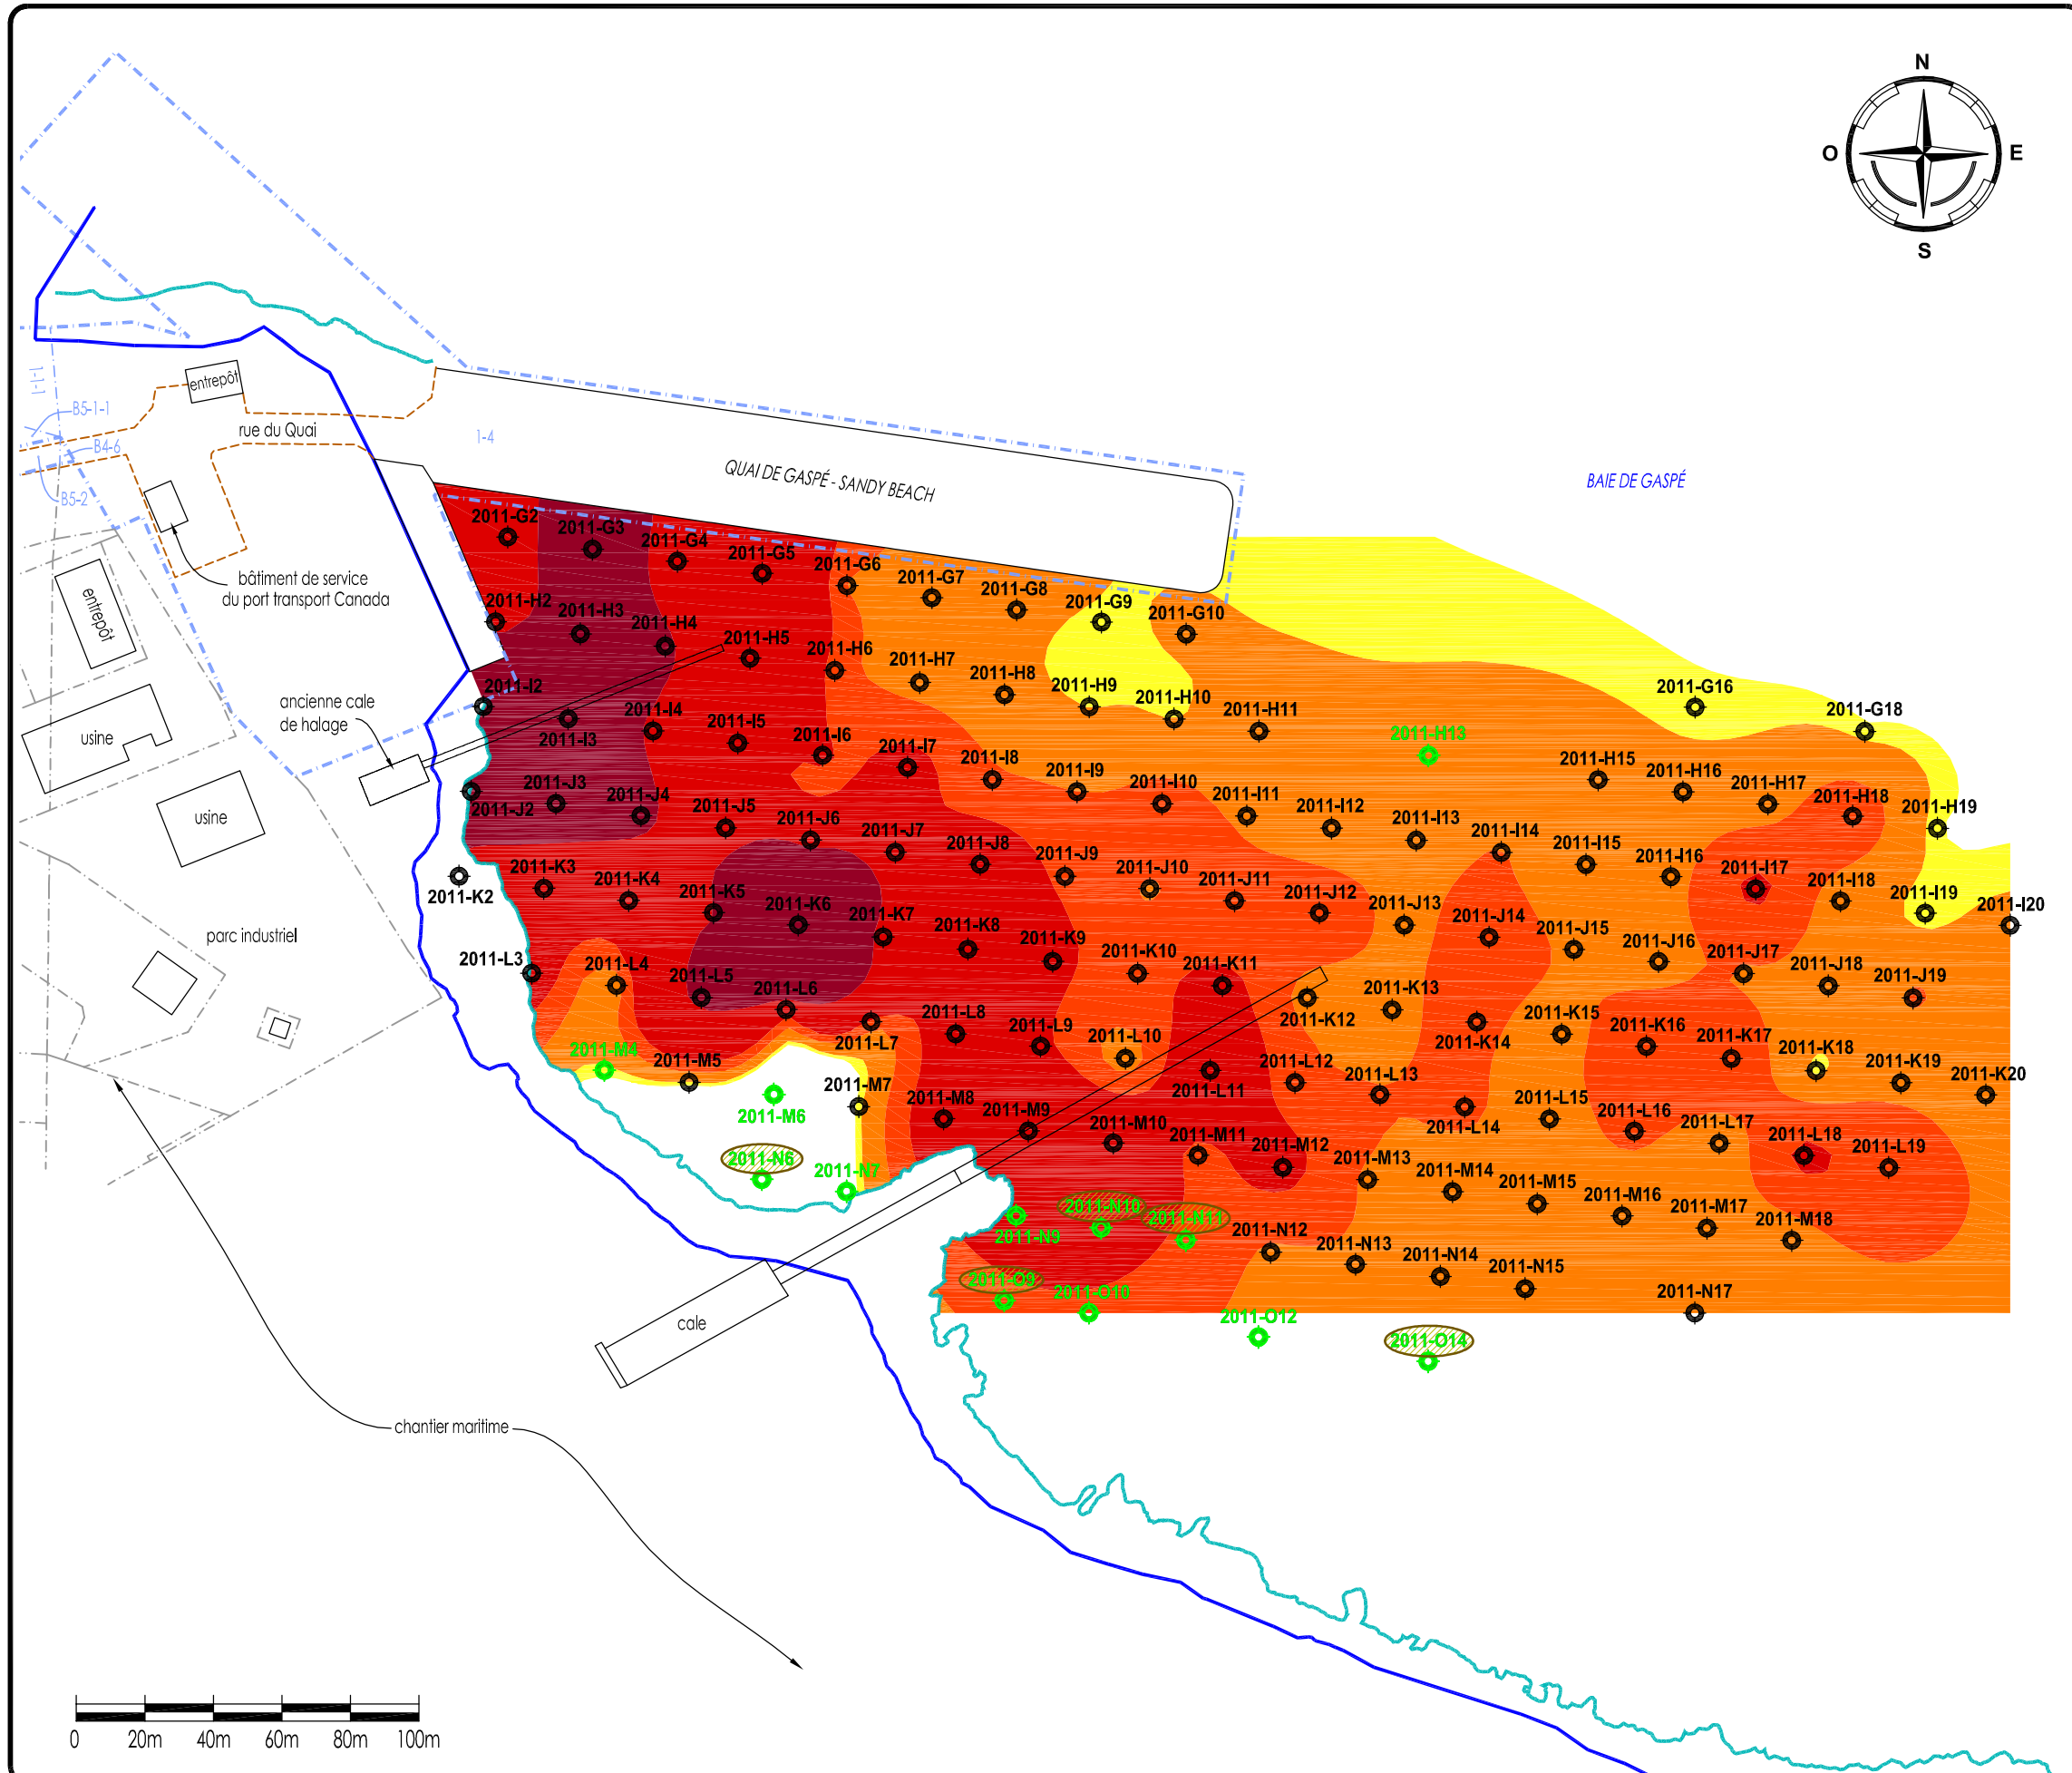 N
O
E
S
entrepôt
1-1-1
B5-1-1
rue du Quai
B4-6
1-4
B5-2
QUAI DE GASPÉ - SANDY BEACH
BAIE DE GASPÉ
bâtiment de service
du port transport Canada
entrepôt
ancienne cale
de halage
usine
usine
parc industriel
2011-G2
2011-G3
2011-G4
2011-G5
2011-G6
2011-G7
2011-G8
2011-G9
2011-G10
2011-G16
2011-G18
2011-H2
2011-H3
2011-H4
2011-H5
2011-H6
2011-H7
2011-H8
2011-H9
2011-H10
2011-H11
2011-H13
2011-H15
2011-H16
2011-H17
2011-H18
2011-H19
2011-I2
2011-I3
2011-I4
2011-I5
2011-I6
2011-I7
2011-I8
2011-I9
2011-I10
2011-I11
2011-I12
2011-I13
2011-I14
2011-I15
2011-I16
2011-I17
2011-I18
2011-I19
2011-I20
2011-J2
2011-J3
2011-J4
2011-J5
2011-J6
2011-J7
2011-J8
2011-J9
2011-J10
2011-J11
2011-J12
2011-J13
2011-J14
2011-J15
2011-J16
2011-J17
2011-J18
2011-J19
2011-K2
2011-K3
2011-K4
2011-K5
2011-K6
2011-K7
2011-K8
2011-K9
2011-K10
2011-K11
2011-K12
2011-K13
2011-K14
2011-K15
2011-K16
2011-K17
2011-K18
2011-K19
2011-K20
2011-L3
2011-L4
2011-L5
2011-L6
2011-L7
2011-L8
2011-L9
2011-L10
2011-L11
2011-L12
2011-L13
2011-L14
2011-L15
2011-L16
2011-L17
2011-L18
2011-L19
2011-M4
2011-M5
2011-M6
2011-M7
2011-M8
2011-M9
2011-M10
2011-M11
2011-M12
2011-M13
2011-M14
2011-M15
2011-M16
2011-M17
2011-M18
2011-N6
2011-N7
2011-N9
2011-N10
2011-N11
2011-N12
2011-N13
2011-N14
2011-N15
2011-N17
2011-O9
2011-O10
2011-O12
2011-O14
cale
chantier maritime
0 20m 40m 60m 80m 100m